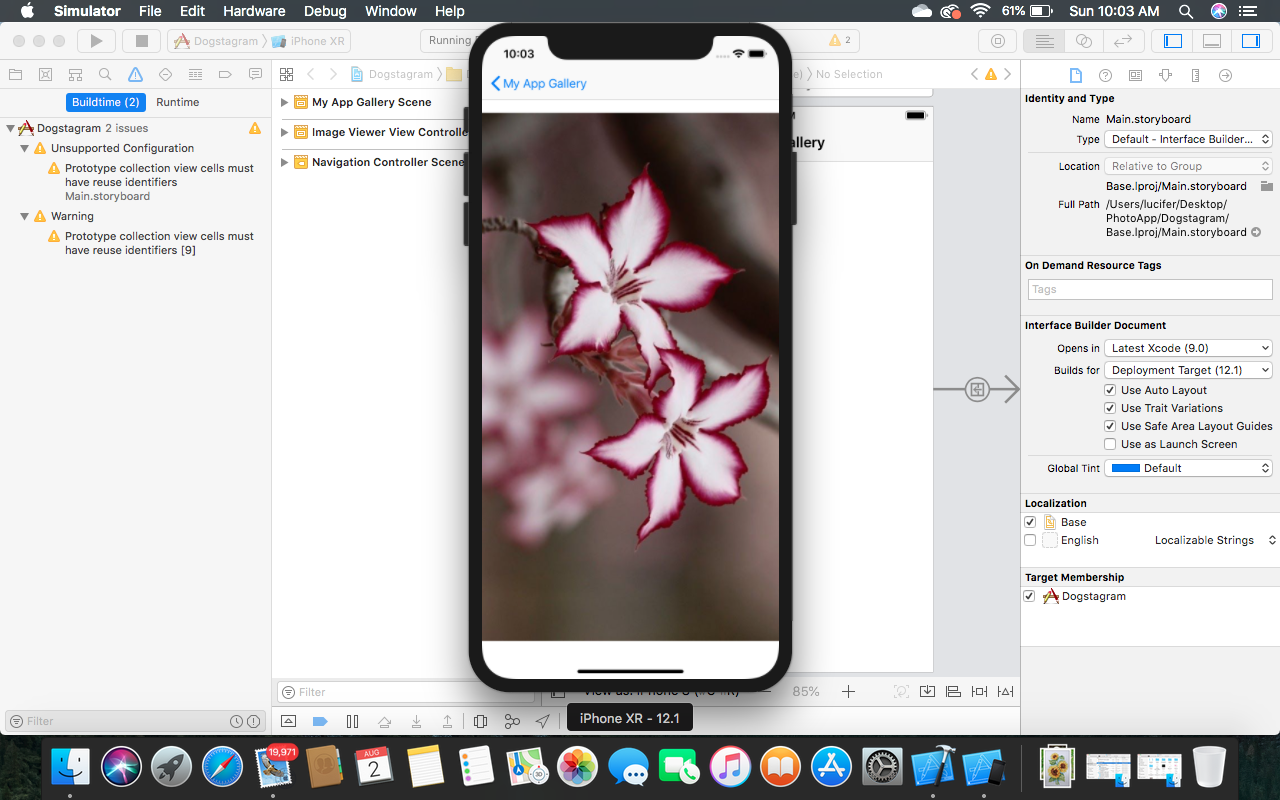 Simulator File Edit Hardware Debug Window Help 61% Sun 10:03 AM
Dogstagram iPhone XR Running 2
Dogstagram No Selection
Buildtime (2) Runtime
Dogstagram 2 issues
Unsupported Configuration
Prototype collection view cells must
have reuse identifiers
Main.storyboard
Warning
Prototype collection view cells must
have reuse identifiers [9]
Filter
My App Gallery Scene
Image Viewer View Controlle
Navigation Controller Scene
Filter
10:03
My App Gallery
allery
85%
iPhone XR - 12.1
Identity and Type
Name Main.storyboard
Type Default - Interface Builder...
Location Relative to Group
Base.lproj/Main.storyboard
Full Path /Users/lucifer/Desktop/
PhotoApp/Dogstagram/
Base.lproj/Main.storyboard
On Demand Resource Tags
Tags
Interface Builder Document
Opens in Latest Xcode (9.0)
Builds for Deployment Target (12.1)
Use Auto Layout
Use Trait Variations
Use Safe Area Layout Guides
Use as Launch Screen
Global Tint Default
Localization
Base
English Localizable Strings
Target Membership
Dogstagram
19,971
AUG
2